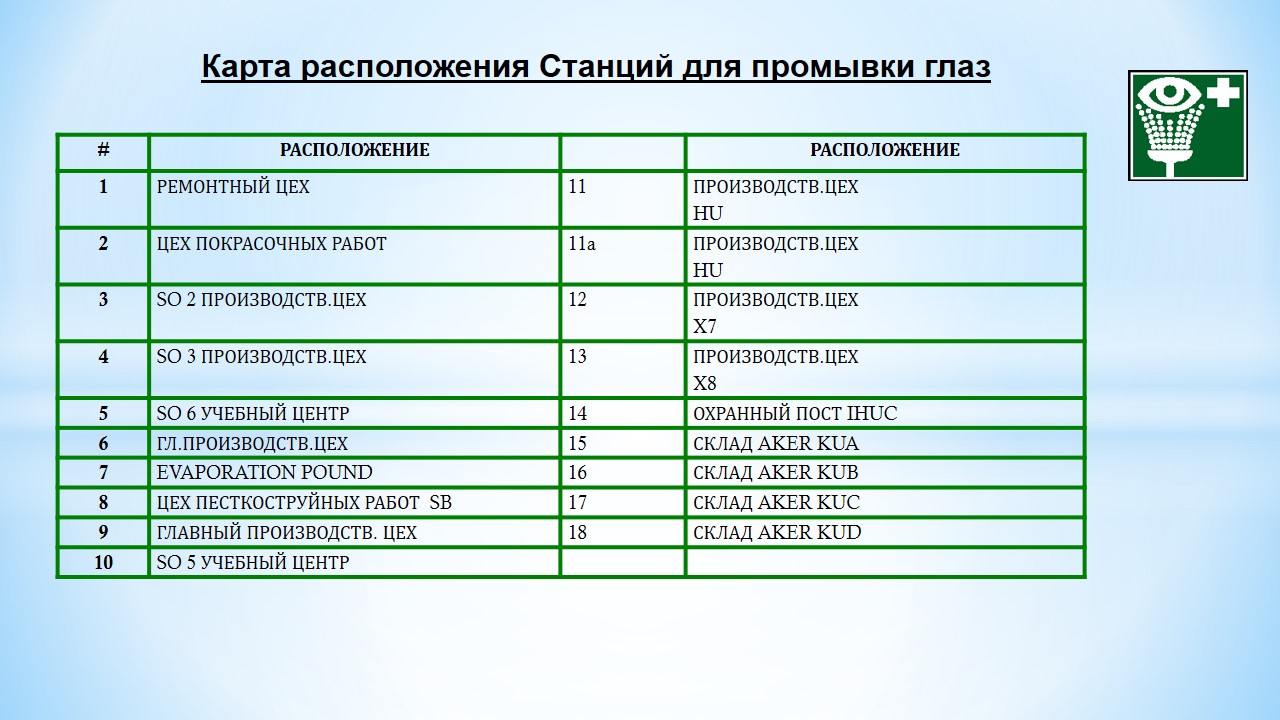 Карта расположения Станций для промывки глаз
# РАСПОЛОЖЕНИЕ РАСПОЛОЖЕНИЕ
1 РЕМОНТНЫЙ ЦЕХ 11 ПРОИЗВОДСТВ.ЦЕХ
HU
2 ЦЕХ ПОКРАСОЧНЫХ РАБОТ 11а ПРОИЗВОДСТВ.ЦЕХ
HU
3 SO 2 ПРОИЗВОДСТВ.ЦЕХ 12 ПРОИЗВОДСТВ.ЦЕХ
X7
4 SO 3 ПРОИЗВОДСТВ.ЦЕХ 13 ПРОИЗВОДСТВ.ЦЕХ
X8
5 SO 6 УЧЕБНЫЙ ЦЕНТР 14 ОХРАННЫЙ ПОСТ IHUC
6 ГЛ.ПРОИЗВОДСТВ.ЦЕХ 15 СКЛАД AKER KUA
7 EVAPORATION POUND 16 СКЛАД AKER KUB
8 ЦЕХ ПЕСТКОСТРУЙНЫХ РАБОТ SB 17 СКЛАД AKER KUC
9 ГЛАВНЫЙ ПРОИЗВОДСТВ. ЦЕХ 18 СКЛАД AKER KUD
10 SO 5 УЧЕБНЫЙ ЦЕНТР